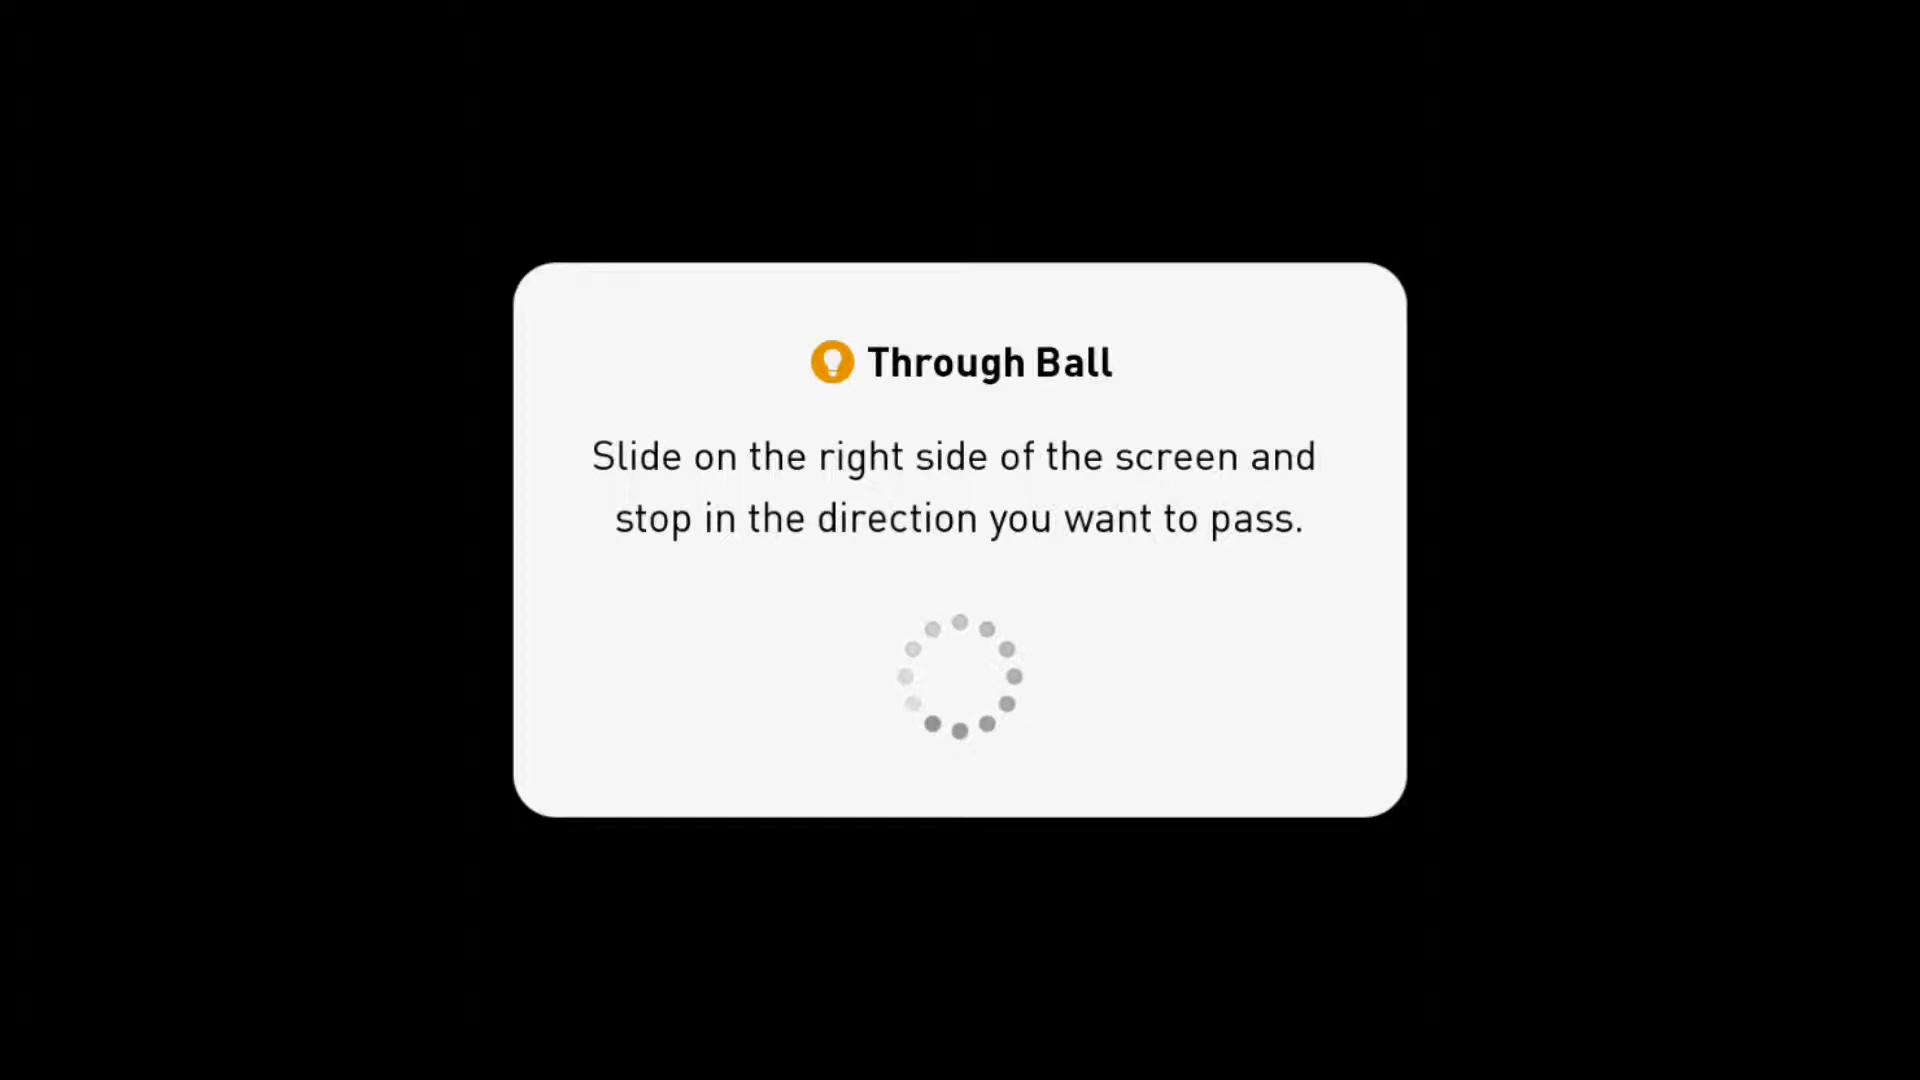 Through Ball
Slide on the right side of the screen and
stop in the direction you want to pass.